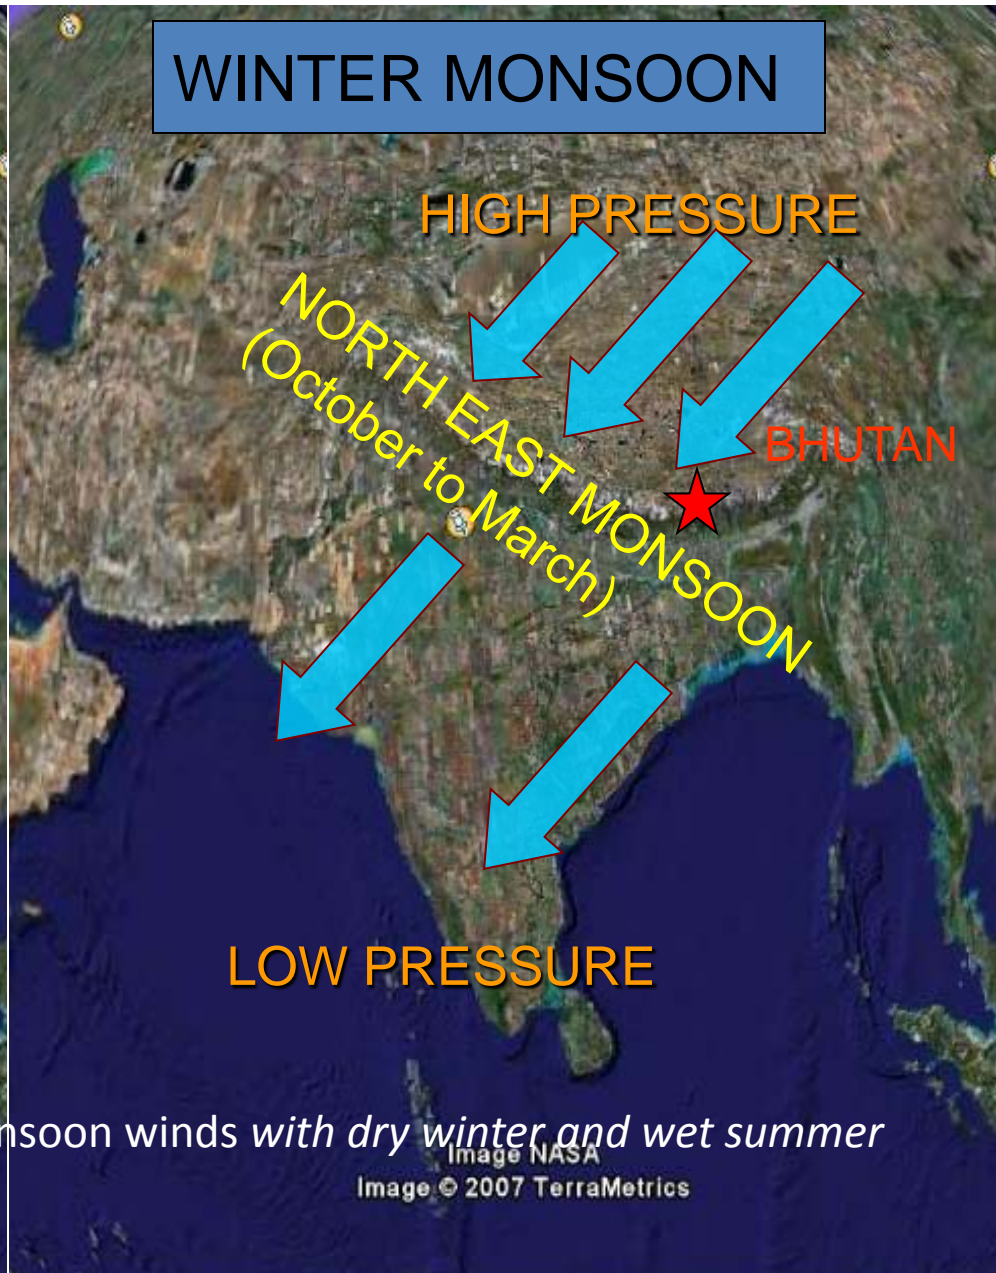 WINTER MONSOON
HIGH PRESSURE
NORTH EAST MONSOON
(October to March)
BHUTAN
LOW PRESSURE
nsoon winds with dry winter and wet summer
Image NASA
Image © 2007 TerraMetrics